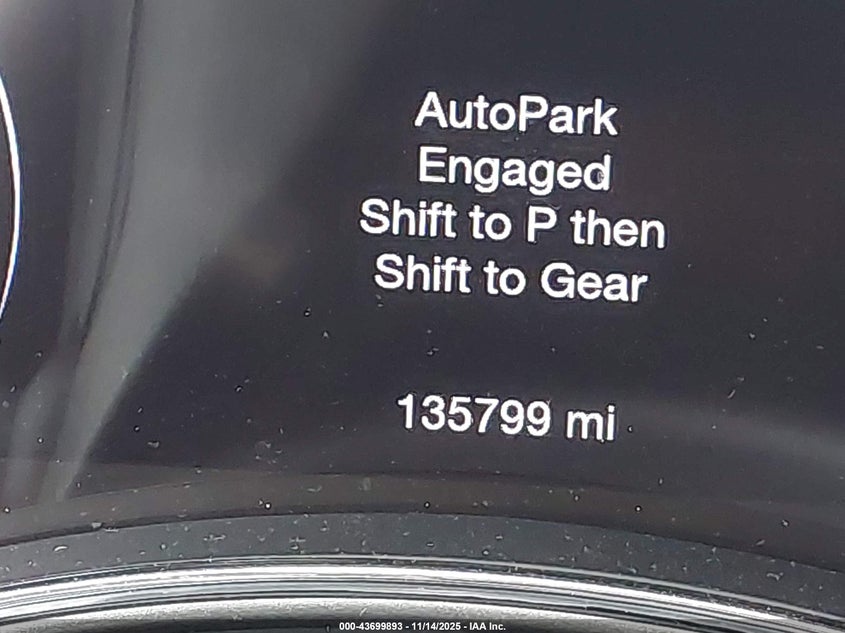 AutoPark
Engaged
Shift to P then
Shift to Gear
135799 mi
000-43699893 - 11/14/2025 - IAA Inc.